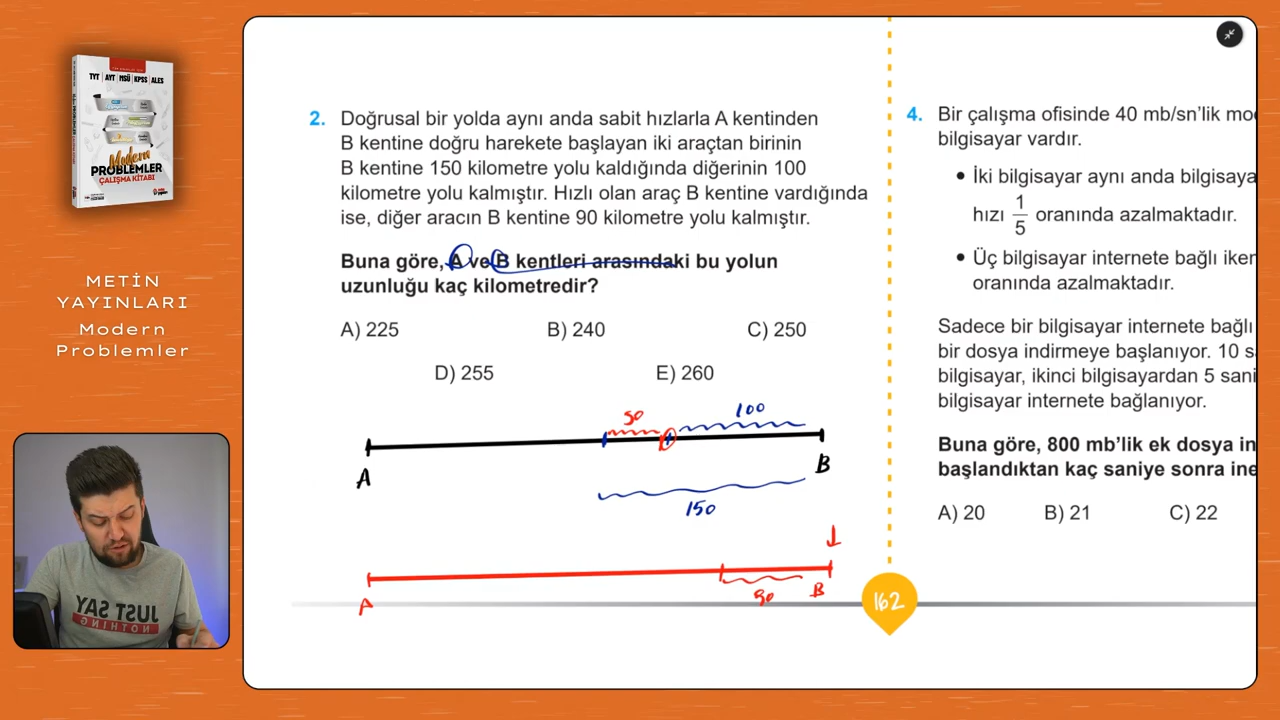 TYT AYT MSÜ KPSS ALES
Modern
PROBLEMLER
ÇALIŞMA KİTABI
METİN
YAYINLARI
Modern
Problemler
JUST SAY
NOTHING
2. Doğrusal bir yolda aynı anda sabit hızlarla A kentinden
B kentine doğru harekete başlayan iki araçtan birinin
B kentine 150 kilometre yolu kaldığında diğerinin 100
kilometre yolu kalmıştır. Hızlı olan araç B kentine vardığında
ise, diğer aracın B kentine 90 kilometre yolu kalmıştır.
Buna göre, A ve B kentleri arasındaki bu yolun
uzunluğu kaç kilometredir?
A) 225 B) 240 C) 250
D) 255 E) 260
50 100
A B
150
90
A B
162
4. Bir çalışma ofisinde 40 mb/sn'lik mo
bilgisayar vardır.
• İki bilgisayar aynı anda bilgisaya
hızı 1/5 oranında azalmaktadır.
• Üç bilgisayar internete bağlı iken
oranında azalmaktadır.
Sadece bir bilgisayar internete bağlı
bir dosya indirmeye başlanıyor. 10 s
bilgisayar, ikinci bilgisayardan 5 sani
bilgisayar internete bağlanıyor.
Buna göre, 800 mb'lik ek dosya in
başlandıktan kaç saniye sonra ine
A) 20 B) 21 C) 22